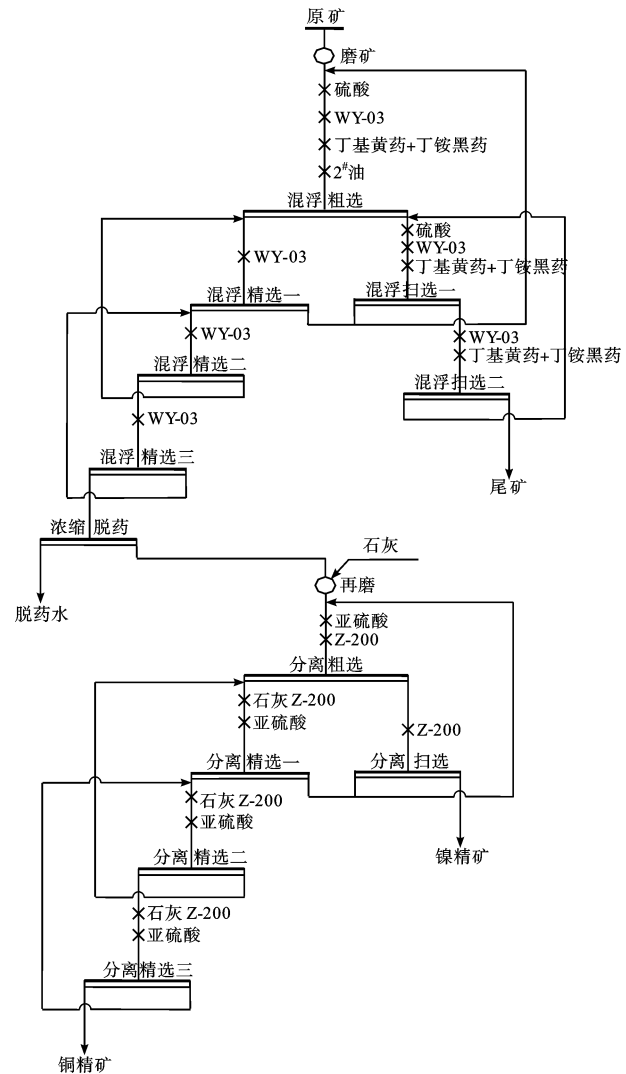 原矿
磨矿
硫酸
WY-03
丁基黄药+丁铵黑药
2#油
混浮粗选
硫酸
WY-03
WY-03
丁基黄药+丁铵黑药
混浮精选一
混浮扫选一
WY-03
WY-03
丁基黄药+丁铵黑药
混浮精选二
混浮扫选二
WY-03
混浮精选三
尾矿
浓缩脱药
石灰
再磨
脱药水
亚硫酸
Z-200
分离粗选
石灰Z-200
亚硫酸
Z-200
分离精选一
分离扫选
石灰Z-200
亚硫酸
分离精选二
镍精矿
石灰Z-200
亚硫酸
分离精选三
铜精矿